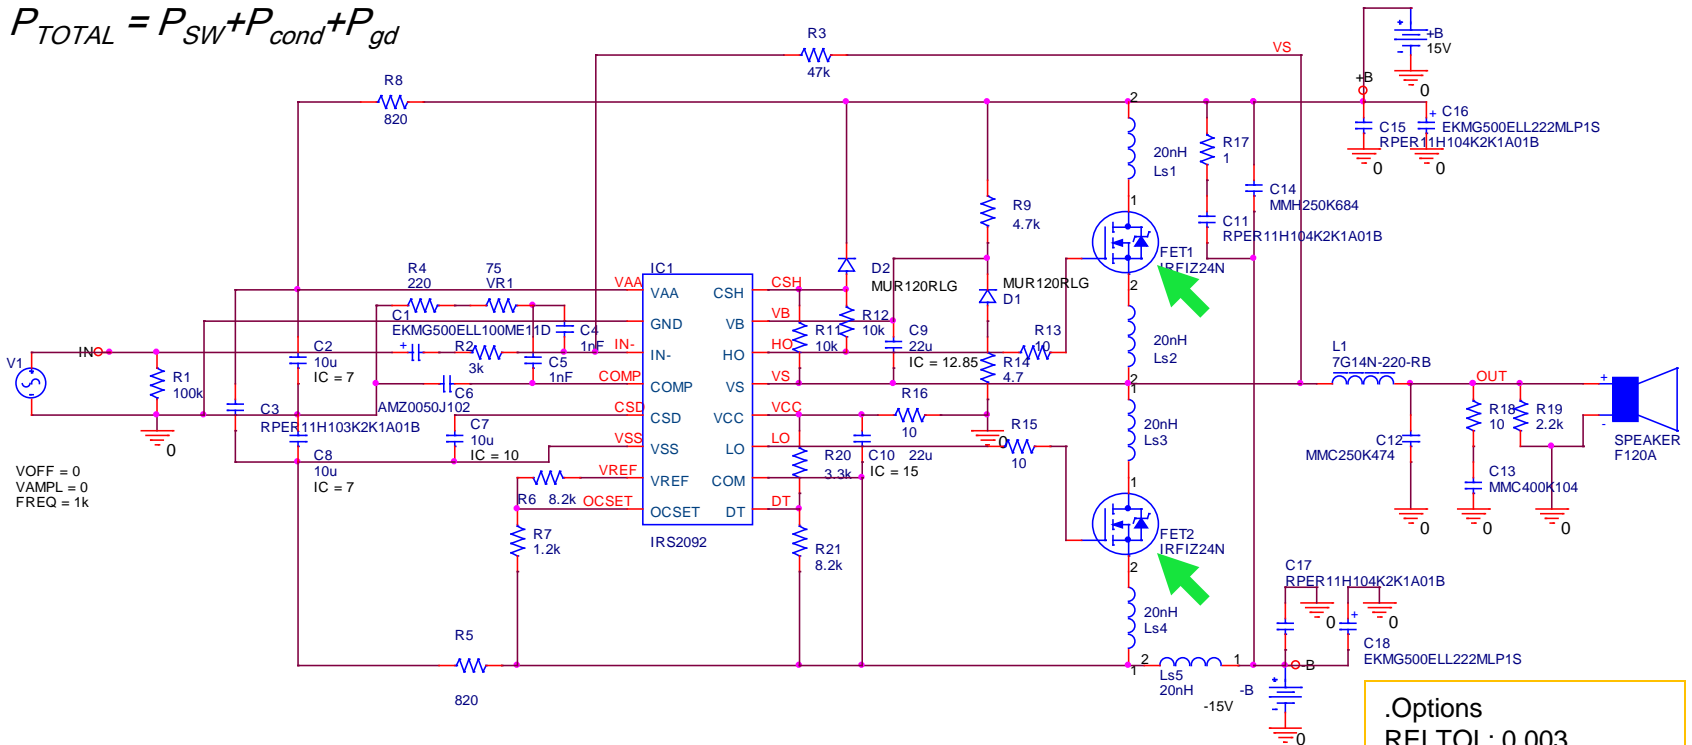 P_TOTAL = P_SW+P_cond+P_gd
R3
47k
VS
+B
15V
0
+B
R8
820
2
C15
RPER11H104K2K1A01B
0
C16
+
EKMG500ELL222MLP1S
0
20nH
Ls1
1
R17
1
C14
MMH250K684
C11
RPER11H104K2K1A01B
R9
4.7k
FET1
IRFIZ24N
2
R4
220
75
VR1
C1
EKMG500ELL100ME11D
+
IC1
VAA
VAA
CSH
CSH
GND
VB
VB
IN-
IN-
HO
HO
COMP
COMP
VS
VS
CSD
CSD
VCC
VCC
VSS
VSS
LO
LO
VREF
VREF
COM
OCSET
OCSET
DT
DT
IRS2092
D2
MUR120RLG
MUR120RLG
D1
R11
10k
R12
10k
C9
22u
IC = 12.85
R13
10
R14
4.7
20nH
Ls2
2
1
C4
1nF
C5
1nF
R2
3k
C6
AMZ0050J102
IN
V1
R1
100k
0
C2
10u
IC = 7
C3
RPER11H103K2K1A01B
C8
10u
IC = 7
C7
10u
IC = 10
VOFF = 0
VAMPL = 0
FREQ = 1k
R16
10
0
R15
10
R20
3.3k
C10
22u
IC = 15
R6
8.2k
R7
1.2k
R21
8.2k
20nH
Ls3
1
FET2
IRFIZ24N
2
20nH
Ls4
1
L1
7G14N-220-RB
OUT
R18
10
R19
2.2k
+
-
SPEAKER
F120A
C12
MMC250K474
0
C13
MMC400K104
0
0
C17
RPER11H104K2K1A01B
0
0
+
C18
EKMG500ELL222MLP1S
R5
820
2
1
Ls5
20nH
-B
-B
-15V
0
.Options
RELTOL: 0.003